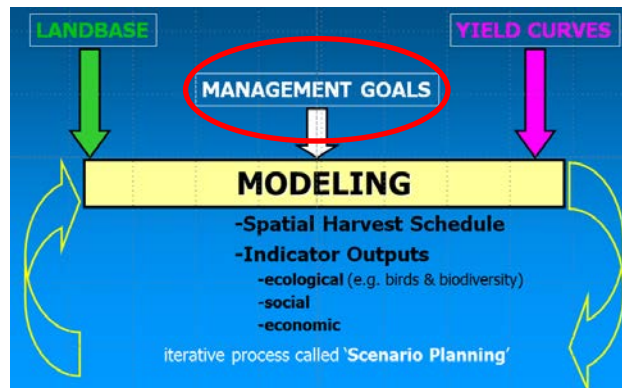 LANDBASE
YIELD CURVES
MANAGEMENT GOALS
MODELING
-Spatial Harvest Schedule
-Indicator Outputs
-ecological (e.g. birds & biodiversity)
-social
-economic
iterative process called 'Scenario Planning'